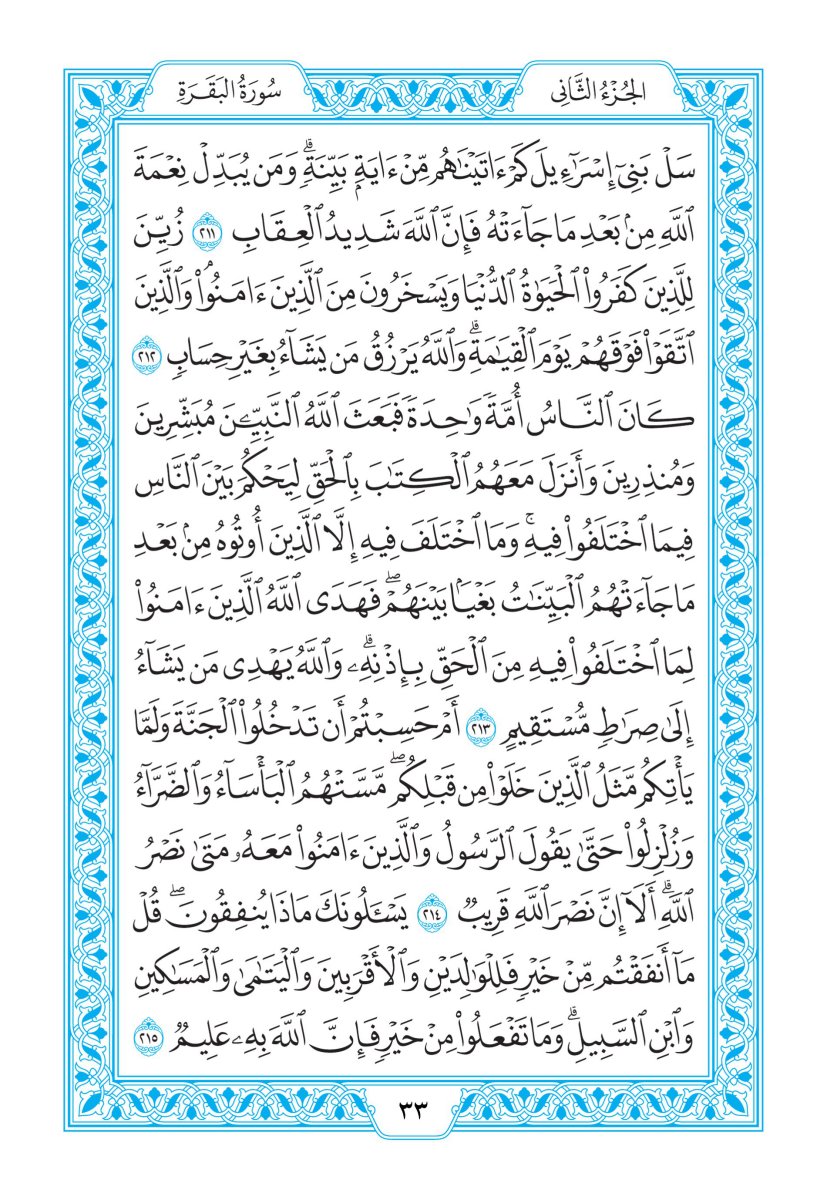 الجُزْءُ الثَّانِي
سُورَةُ البَقَرَةِ
سَلْ بَنِىٓ إِسْرَٰٓءِيلَ كَمْ ءَاتَيْنَٰهُم مِّنْ ءَايَةٍۭ بَيِّنَةٍۗ وَمَن يُبَدِّلْ نِعْمَةَ
ٱللَّهِ مِنۢ بَعْدِ مَا جَآءَتْهُ فَإِنَّ ٱللَّهَ شَدِيدُ ٱلْعِقَابِ ٢١١ زُيِّنَ
لِلَّذِينَ كَفَرُوا۟ ٱلْحَيَوٰةُ ٱلدُّنْيَا وَيَسْخَرُونَ مِنَ ٱلَّذِينَ ءَامَنُوا۟ۘ وَٱلَّذِينَ
ٱتَّقَوْا۟ فَوْقَهُمْ يَوْمَ ٱلْقِيَٰمَةِۗ وَٱللَّهُ يَرْزُقُ مَن يَشَآءُ بِغَيْرِ حِسَابٍ ٢١٢
كَانَ ٱلنَّاسُ أُمَّةً وَٰحِدَةً فَبَعَثَ ٱللَّهُ ٱلنَّبِيِّـۧنَ مُبَشِّرِينَ
وَمُنذِرِينَ وَأَنزَلَ مَعَهُمُ ٱلْكِتَٰبَ بِٱلْحَقِّ لِيَحْكُمَ بَيْنَ ٱلنَّاسِ
فِيمَا ٱخْتَلَفُوا۟ فِيهِۚ وَمَا ٱخْتَلَفَ فِيهِ إِلَّا ٱلَّذِينَ أُوتُوهُ مِنۢ بَعْدِ
مَا جَآءَتْهُمُ ٱلْبَيِّنَٰتُ بَغْيًۢا بَيْنَهُمْۖ فَهَدَى ٱللَّهُ ٱلَّذِينَ ءَامَنُوا۟
لِمَا ٱخْتَلَفُوا۟ فِيهِ مِنَ ٱلْحَقِّ بِإِذْنِهِۦۗ وَٱللَّهُ يَهْدِى مَن يَشَآءُ
إِلَىٰ صِرَٰطٍ مُّسْتَقِيمٍ ٢١٣ أَمْ حَسِبْتُمْ أَن تَدْخُلُوا۟ ٱلْجَنَّةَ وَلَمَّا
يَأْتِكُم مَّثَلُ ٱلَّذِينَ خَلَوْا۟ مِن قَبْلِكُمۖ مَّسَّتْهُمُ ٱلْبَأْسَآءُ وَٱلضَّرَّآءُ
وَزُلْزِلُوا۟ حَتَّىٰ يَقُولَ ٱلرَّسُولُ وَٱلَّذِينَ ءَامَنُوا۟ مَعَهُۥ مَتَىٰ نَصْرُ
ٱللَّهِۗ أَلَآ إِنَّ نَصْرَ ٱللَّهِ قَرِيبٌ ٢١٤ يَسْـَٔلُونَكَ مَاذَا يُنفِقُونَۖ قُلْ
مَآ أَنفَقْتُم مِّنْ خَيْرٍ فَلِلْوَٰلِدَيْنِ وَٱلْأَقْرَبِينَ وَٱلْيَتَٰمَىٰ وَٱلْمَسَٰكِينِ
وَٱبْنِ ٱلسَّبِيلِۗ وَمَا تَفْعَلُوا۟ مِنْ خَيْرٍ فَإِنَّ ٱللَّهَ بِهِۦ عَلِيمٌ ٢١٥
٣٣